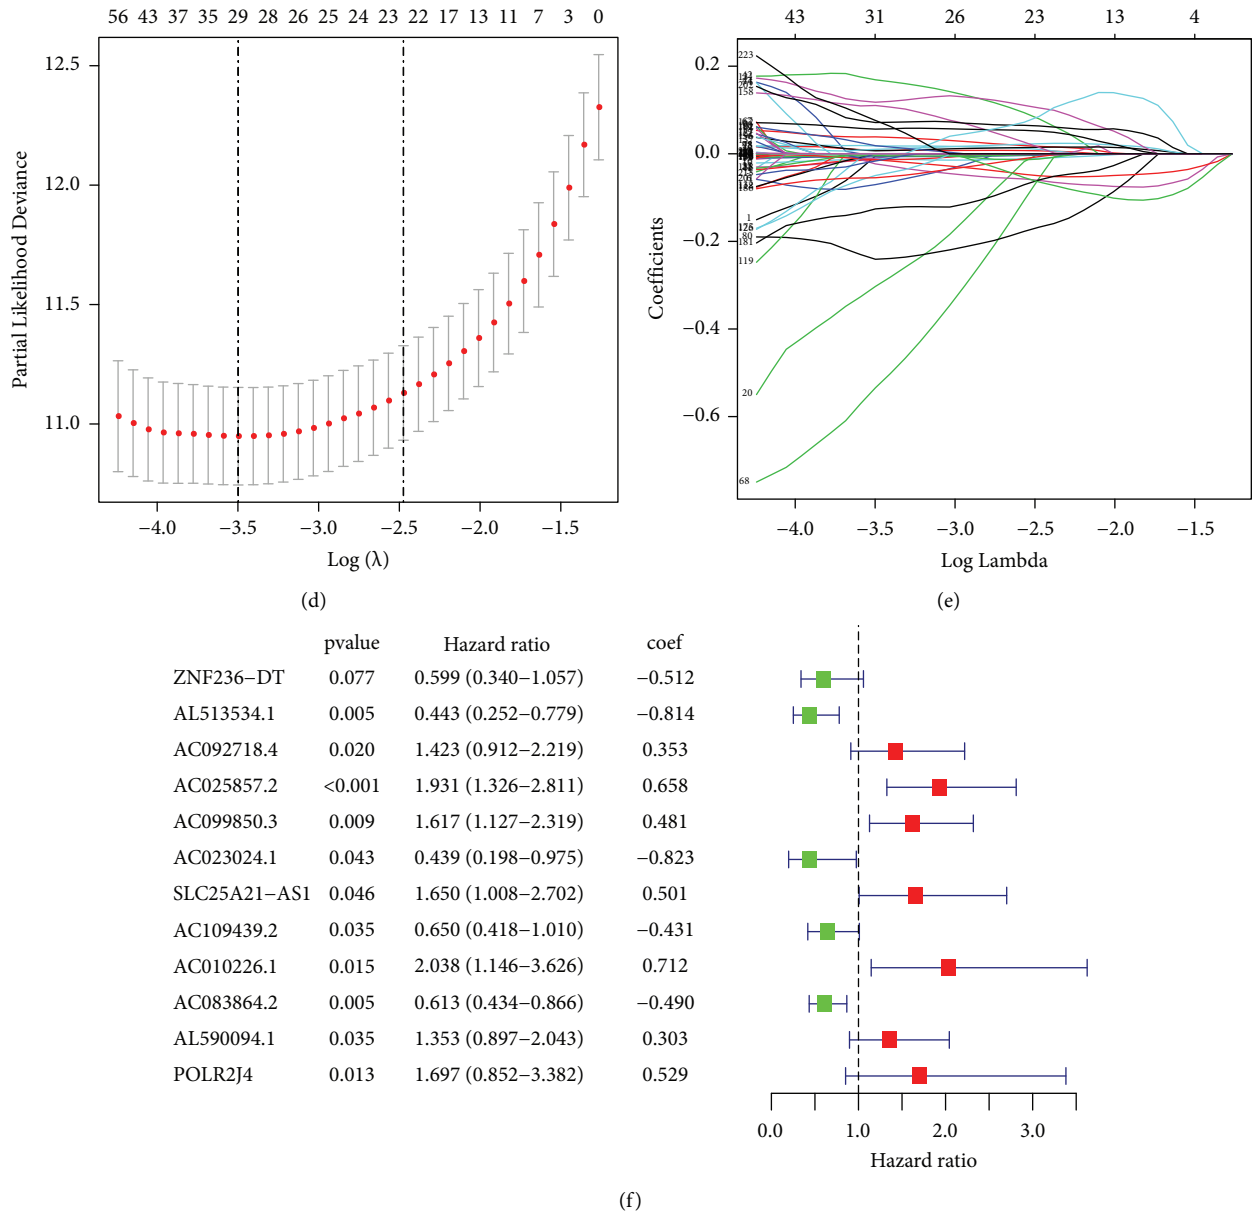 56 43 37 35 29 28 26 25 24 23 22 17 13 11 7 3 0
12.5
12.0
11.5
11.0
Partial Likelihood Deviance
−4.0 −3.5 −3.0 −2.5 −2.0 −1.5
Log (λ)
(d)
43 31 26 23 13 4
0.2
0.0
−0.2
−0.4
−0.6
Coefficients
223
158
1
80
181
119
20
68
−4.0 −3.5 −3.0 −2.5 −2.0 −1.5
Log Lambda
(e)
pvalue Hazard ratio coef
ZNF236−DT 0.077 0.599 (0.340−1.057) −0.512
AL513534.1 0.005 0.443 (0.252−0.779) −0.814
AC092718.4 0.020 1.423 (0.912−2.219) 0.353
AC025857.2 <0.001 1.931 (1.326−2.811) 0.658
AC099850.3 0.009 1.617 (1.127−2.319) 0.481
AC023024.1 0.043 0.439 (0.198−0.975) −0.823
SLC25A21−AS1 0.046 1.650 (1.008−2.702) 0.501
AC109439.2 0.035 0.650 (0.418−1.010) −0.431
AC010226.1 0.015 2.038 (1.146−3.626) 0.712
AC083864.2 0.005 0.613 (0.434−0.866) −0.490
AL590094.1 0.035 1.353 (0.897−2.043) 0.303
POLR2J4 0.013 1.697 (0.852−3.382) 0.529
0.0 1.0 2.0 3.0
Hazard ratio
(f)